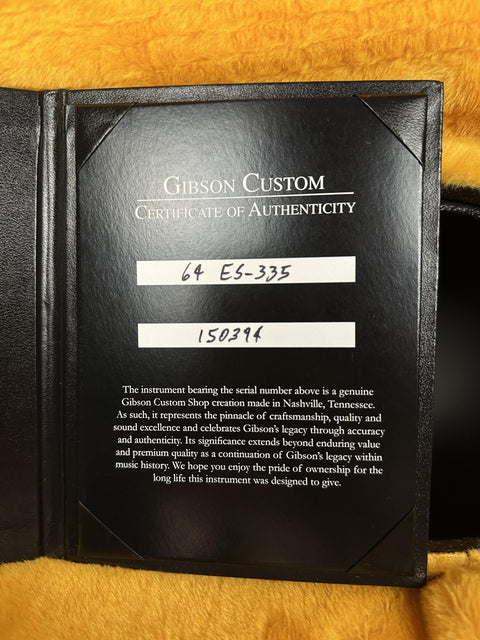 GIBSON CUSTOM
CERTIFICATE OF AUTHENTICITY
64 ES-335
150394
The instrument bearing the serial number above is a genuine
Gibson Custom Shop creation made in Nashville, Tennessee.
As such, it represents the pinnacle of craftsmanship, quality and
sound excellence and celebrates Gibson's legacy through accuracy
and authenticity. Its significance extends beyond enduring value
and premium quality as a continuation of Gibson's legacy within
music history. We hope you enjoy the pride of ownership for the
long life this instrument was designed to give.